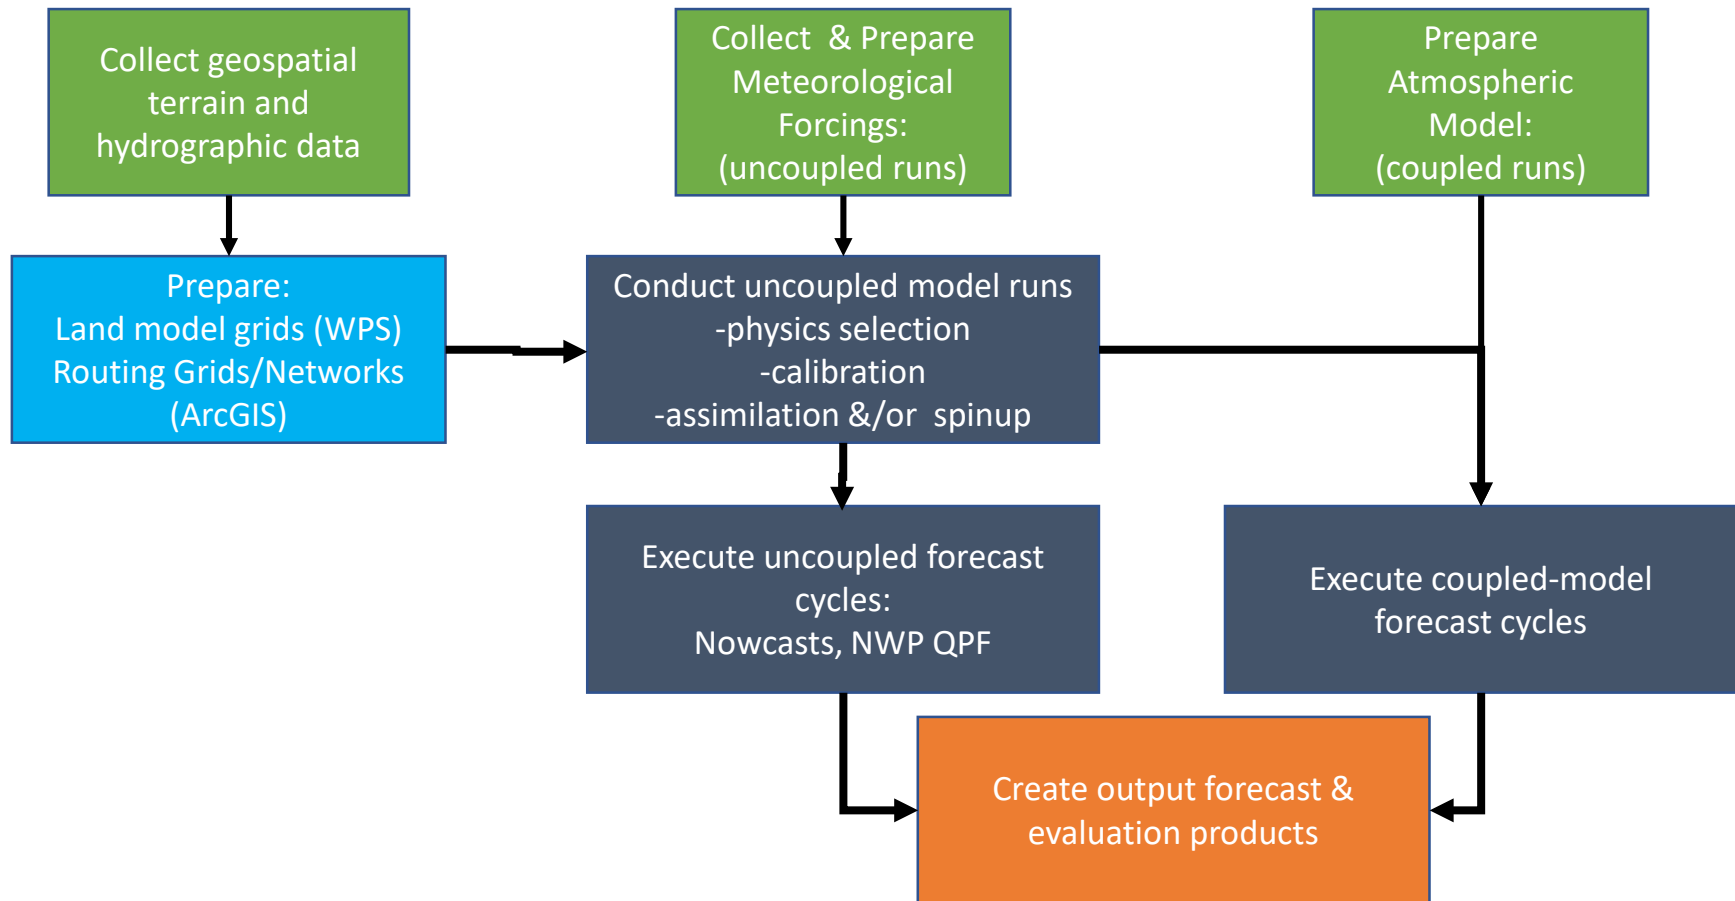 Collect geospatial
terrain and
hydrographic data
Collect & Prepare
Meteorological
Forcings:
(uncoupled runs)
Prepare
Atmospheric
Model:
(coupled runs)
Prepare:
Land model grids (WPS)
Routing Grids/Networks
(ArcGIS)
Conduct uncoupled model runs
-physics selection
-calibration
-assimilation &/or spinup
Execute uncoupled forecast
cycles:
Nowcasts, NWP QPF
Execute coupled-model
forecast cycles
Create output forecast &
evaluation products